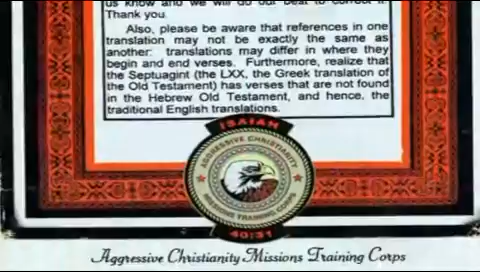 us know and we will do our best to correct it.
Thank you.
Also, please be aware that references in one
translation may not be exactly the same as
another: translations may differ in where they
begin and end verses. Furthermore, realize that
the Septuagint (the LXX, the Greek translation of
the Old Testament) has verses that are not found
in the Hebrew Old Testament, and hence, the
traditional English translations.
ISAIAH
AGGRESSIVE CHRISTIANITY
MISSIONS TRAINING CORPS
40:31
Aggressive Christianity Missions Training Corps